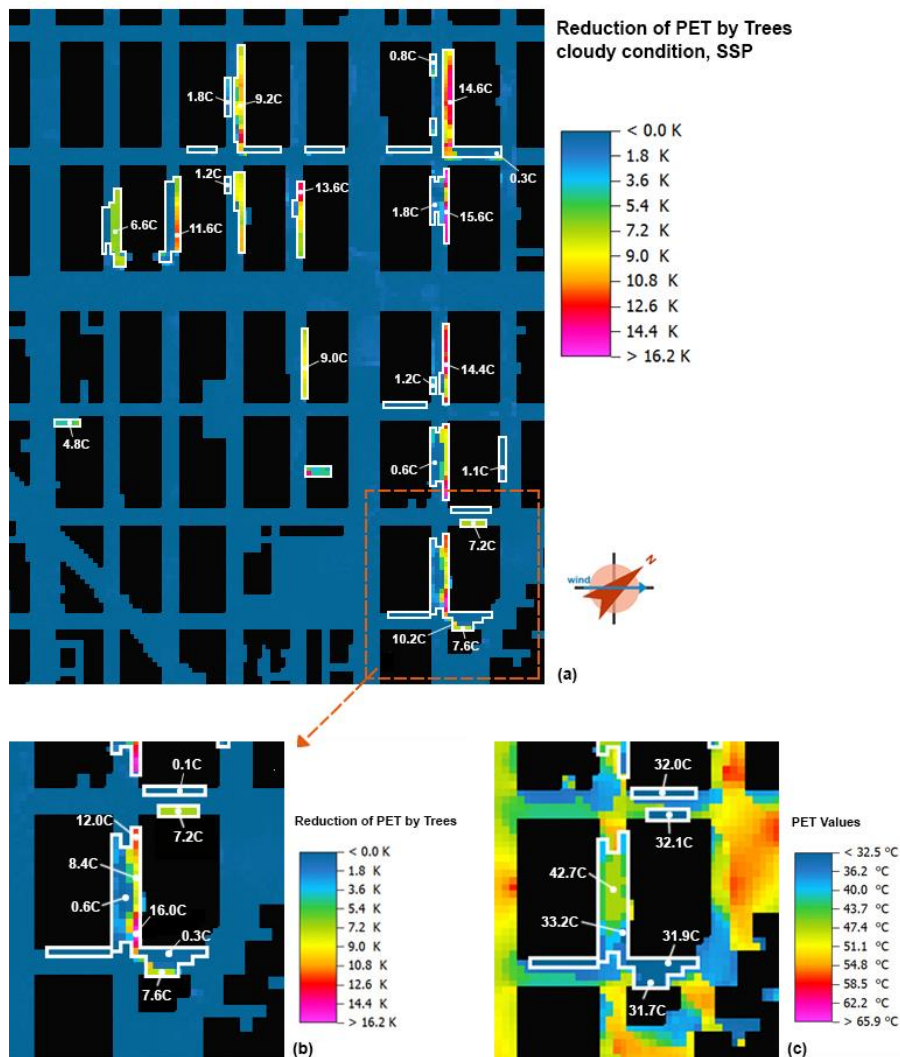 Reduction of PET by Trees
cloudy condition, SSP
0.8C
1.8C
9.2C
14.6C
< 0.0 K
1.8 K
3.6 K
5.4 K
7.2 K
9.0 K
10.8 K
12.6 K
14.4 K
> 16.2 K
0.3C
1.2C
13.6C
6.6C
11.6C
1.8C
15.6C
9.0C
14.4C
1.2C
4.8C
0.6C
1.1C
7.2C
wind
N
10.2C
7.6C
(a)
0.1C
7.2C
12.0C
8.4C
0.6C
16.0C
0.3C
7.6C
Reduction of PET by Trees
< 0.0 K
1.8 K
3.6 K
5.4 K
7.2 K
9.0 K
10.8 K
12.6 K
14.4 K
> 16.2 K
(b)
32.0C
32.1C
42.7C
33.2C
31.9C
31.7C
PET Values
< 32.5 °C
36.2 °C
40.0 °C
43.7 °C
47.4 °C
51.1 °C
54.8 °C
58.5 °C
62.2 °C
> 65.9 °C
(c)